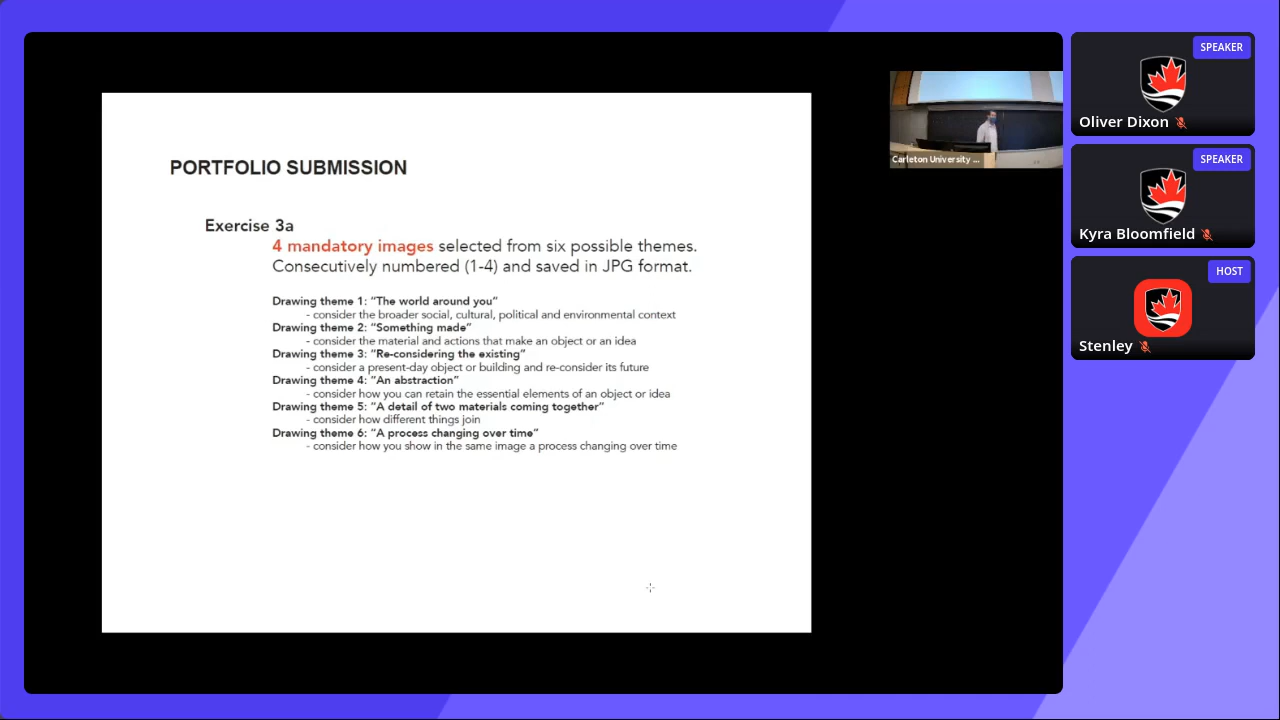 PORTFOLIO SUBMISSION
Exercise 3a
4 mandatory images selected from six possible themes.
Consecutively numbered (1-4) and saved in JPG format.
Drawing theme 1: “The world around you”
- consider the broader social, cultural, political and environmental context
Drawing theme 2: “Something made”
- consider the material and actions that make an object or an idea
Drawing theme 3: “Re-considering the existing”
- consider a present-day object or building and re-consider its future
Drawing theme 4: “An abstraction”
- consider how you can retain the essential elements of an object or idea
Drawing theme 5: “A detail of two materials coming together”
- consider how different things join
Drawing theme 6: “A process changing over time”
- consider how you show in the same image a process changing over time
Carleton University ...
SPEAKER
Oliver Dixon
SPEAKER
Kyra Bloomfield
HOST
Stenley